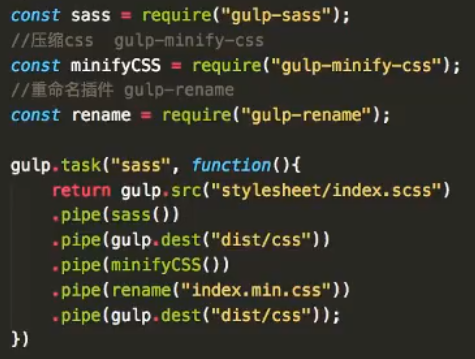 const sass = require("gulp-sass");
//压缩css  gulp-minify-css
const minifyCSS = require("gulp-minify-css");
//重命名插件 gulp-rename
const rename = require("gulp-rename");

gulp.task("sass", function(){
    return gulp.src("stylesheet/index.scss")
    .pipe(sass())
    .pipe(gulp.dest("dist/css"))
    .pipe(minifyCSS())
    .pipe(rename("index.min.css"))
    .pipe(gulp.dest("dist/css"));
})